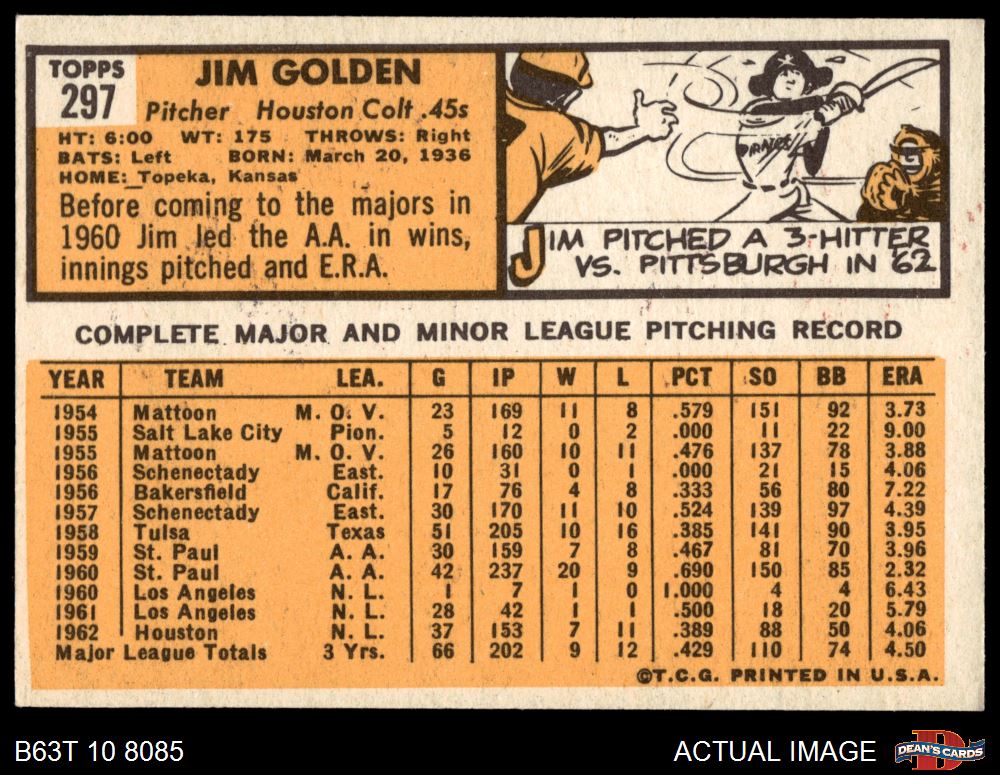 TOPPS
297
JIM GOLDEN
Pitcher Houston Colt .45s
HT: 6:00 WT: 175 THROWS: Right
BATS: Left BORN: March 20, 1936
HOME: Topeka, Kansas
Before coming to the majors in
1960 Jim led the A.A. in wins,
innings pitched and E.R.A.
PIRATES
JIM PITCHED A 3-HITTER
VS. PITTSBURGH IN '62
COMPLETE MAJOR AND MINOR LEAGUE PITCHING RECORD
YEAR TEAM LEA. G IP W L PCT SO BB ERA
1954 Mattoon M. O. V. 23 169 11 8 .579 151 92 3.73
1955 Salt Lake City Pion. 5 12 0 2 .000 11 22 9.00
1955 Mattoon M. O. V. 26 160 10 11 .476 137 78 3.88
1956 Schenectady East. 10 31 0 1 .000 21 15 4.06
1956 Bakersfield Calif. 17 76 4 8 .333 56 80 7.22
1957 Schenectady East. 30 170 11 10 .524 139 97 4.39
1958 Tulsa Texas 51 205 10 16 .385 141 90 3.95
1959 St. Paul A. A. 30 159 7 8 .467 81 70 3.96
1960 St. Paul A. A. 42 237 20 9 .690 150 85 2.32
1960 Los Angeles N. L. 1 7 1 0 1.000 4 4 6.43
1961 Los Angeles N. L. 28 42 1 1 .500 18 20 5.79
1962 Houston N. L. 37 153 7 11 .389 88 50 4.06
Major League Totals 3 Yrs. 66 202 9 12 .429 110 74 4.50
©T.C.G. PRINTED IN U.S.A.
B63T 10 8085
ACTUAL IMAGE
D
DEAN'S CARDS